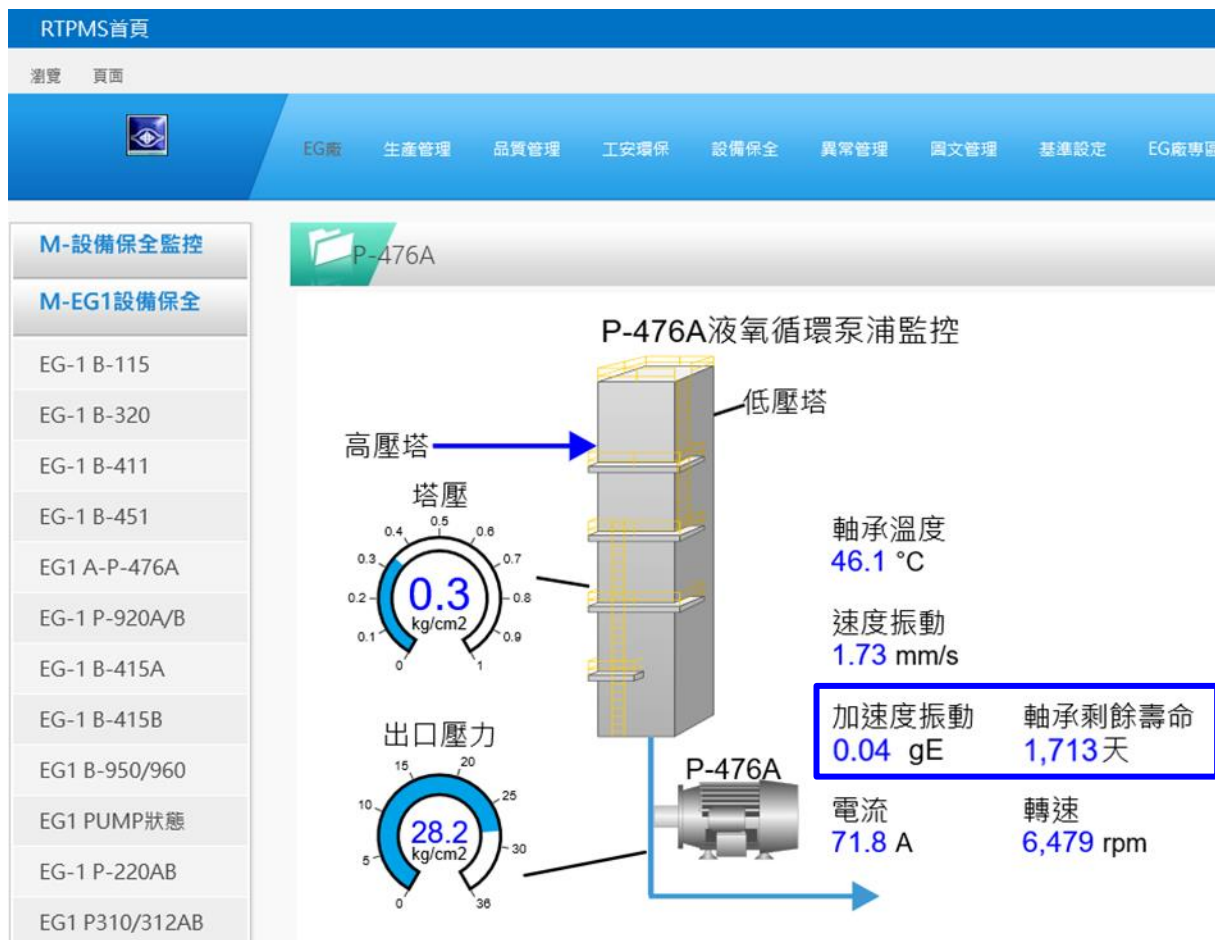 RTPMS首頁
瀏覽 頁面
EG廠 生產管理 品質管理 工安環保 設備保全 異常管理 圖文管理 基準設定 EG廠專區
M-設備保全監控
M-EG1設備保全
EG-1 B-115
EG-1 B-320
EG-1 B-411
EG-1 B-451
EG1 A-P-476A
EG-1 P-920A/B
EG-1 B-415A
EG-1 B-415B
EG1 B-950/960
EG1 PUMP狀態
EG-1 P-220AB
EG1 P310/312AB
P-476A
P-476A液氧循環泵浦監控
低壓塔
高壓塔
塔壓
0 0.1 0.2 0.3 0.4 0.5 0.6 0.7 0.8 0.9 1
0.3
kg/cm2
出口壓力
0 5 10 15 20 25 30 36
28.2
kg/cm2
P-476A
軸承溫度
46.1 °C
速度振動
1.73 mm/s
加速度振動 軸承剩餘壽命
0.04 gE 1,713天
電流 轉速
71.8 A 6,479 rpm